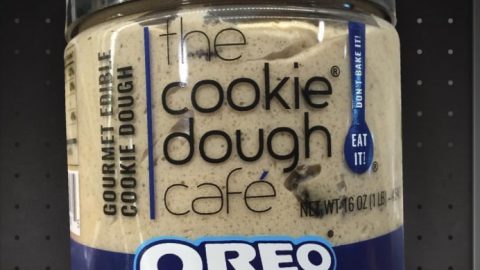 GOURMET EDIBLE
COOKIE DOUGH
the
cookie®
dough
café®
DON'T BAKE IT!
EAT
IT!®
NET WT 16 OZ (1 LB)
OREO